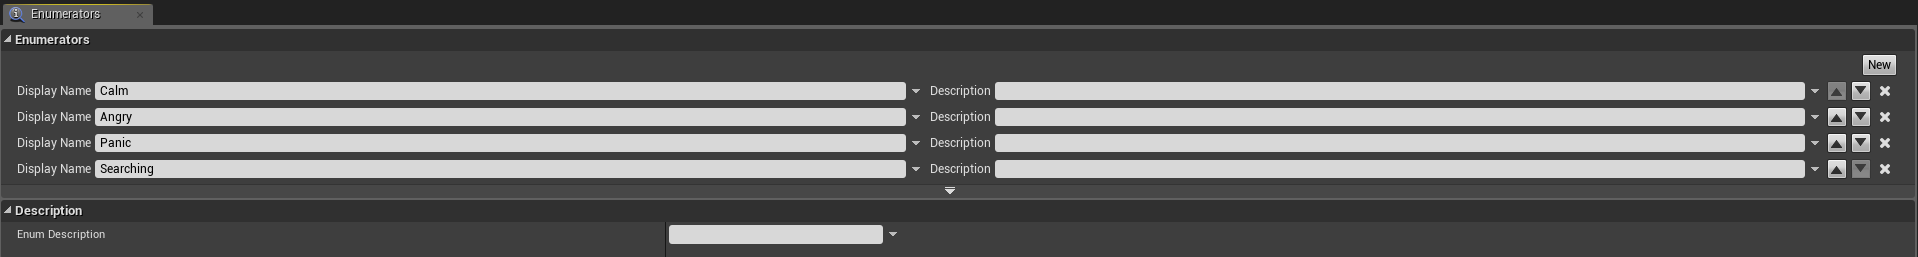 Enumerators
Enumerators
New
Display Name Calm Description
Display Name Angry Description
Display Name Panic Description
Display Name Searching Description
Description
Enum Description